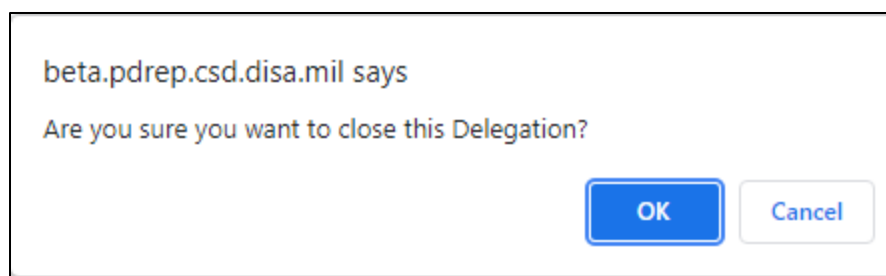 beta.pdrep.csd.disa.mil says
Are you sure you want to close this Delegation?
OK Cancel